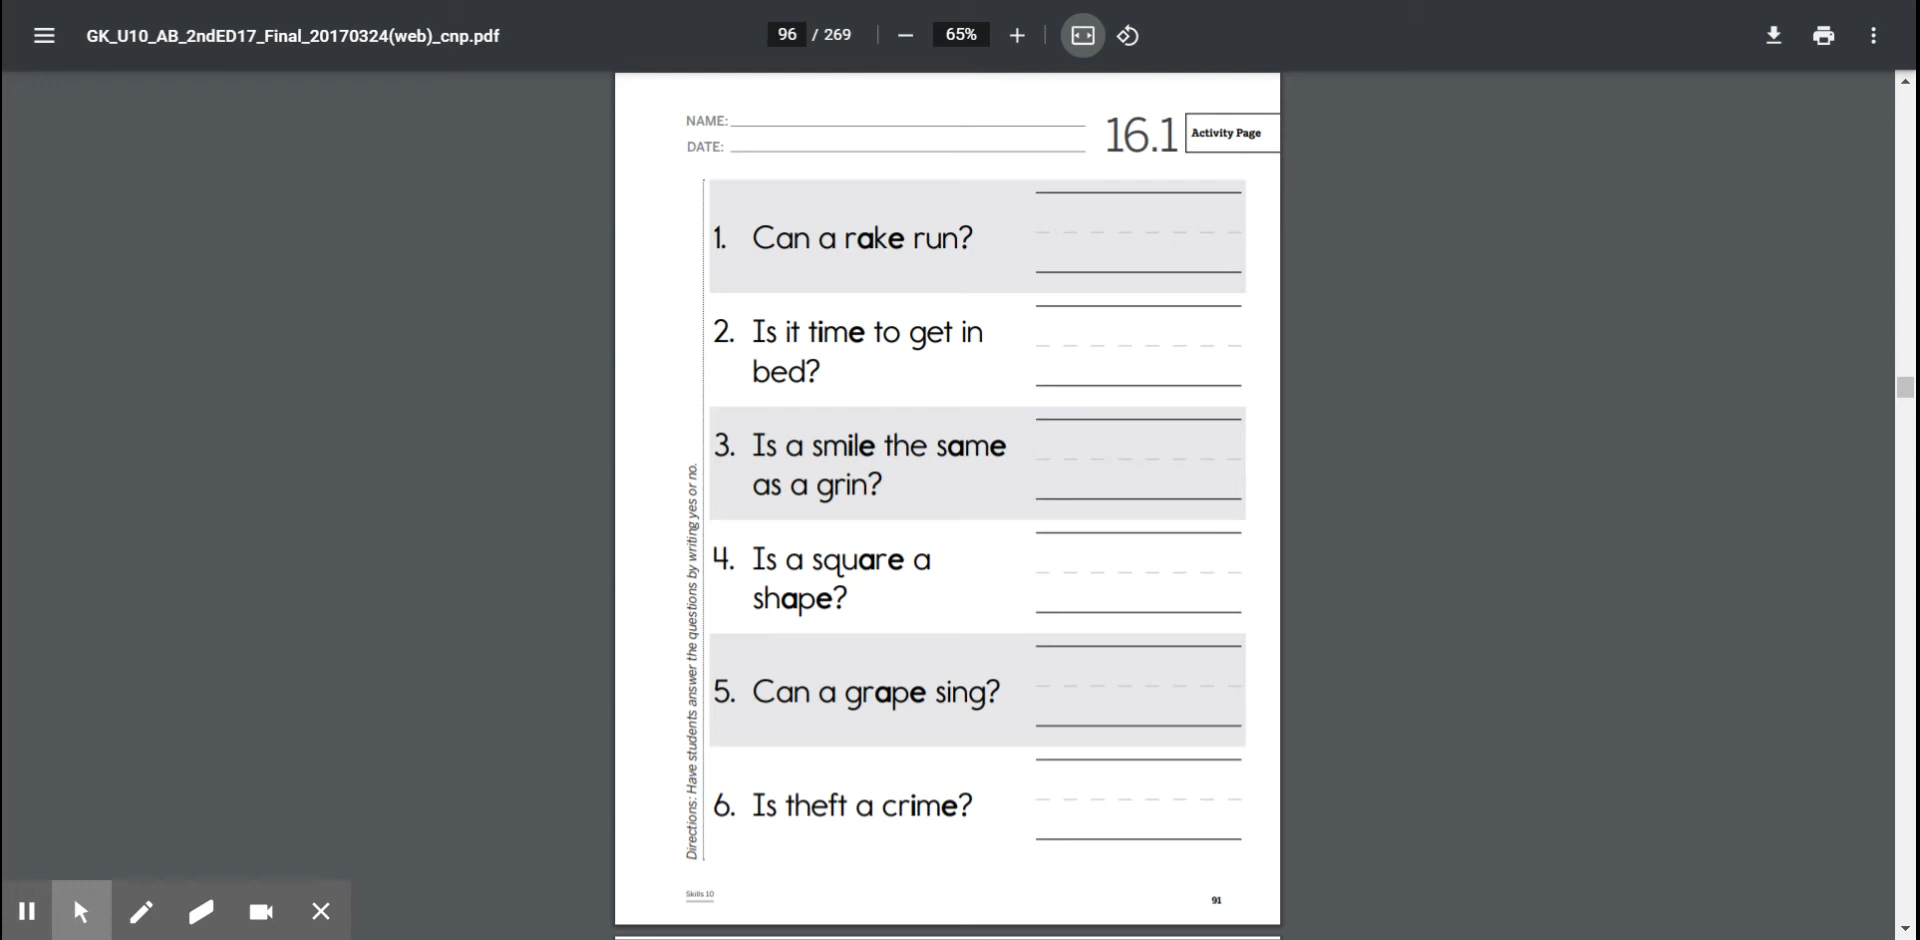 GK_U10_AB_2ndED17_Final_20170324(web)_cnp.pdf
96 / 269
65%
NAME:
DATE:
16.1
Activity Page
Directions: Have students answer the questions by writing yes or no.
1. Can a rake run?
2. Is it time to get in
bed?
3. Is a smile the same
as a grin?
4. Is a square a
shape?
5. Can a grape sing?
6. Is theft a crime?
Skills 10
91